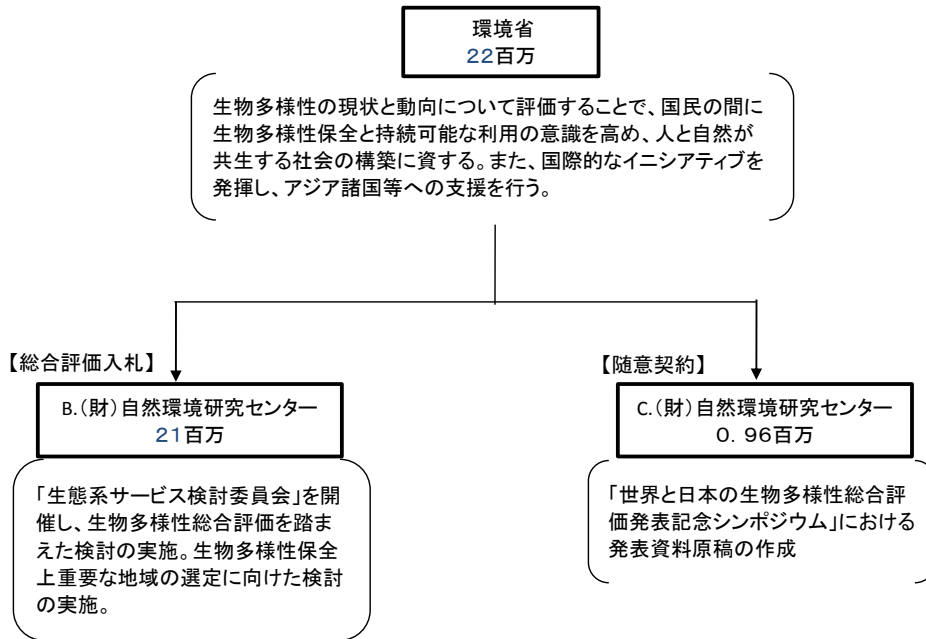 環境省
22百万
生物多様性の現状と動向について評価することで、国民の間に
生物多様性保全と持続可能な利用の意識を高め、人と自然が
共生する社会の構築に資する。また、国際的なイニシアティブを
発揮し、アジア諸国等への支援を行う。
【総合評価入札】
B.（財）自然環境研究センター
21百万
「生態系サービス検討委員会」を開
催し、生物多様性総合評価を踏ま
えた検討の実施。生物多様性保全
上重要な地域の選定に向けた検討
の実施。
【随意契約】
C.（財）自然環境研究センター
０．９６百万
「世界と日本の生物多様性総合評
価発表記念シンポジウム」における
発表資料原稿の作成